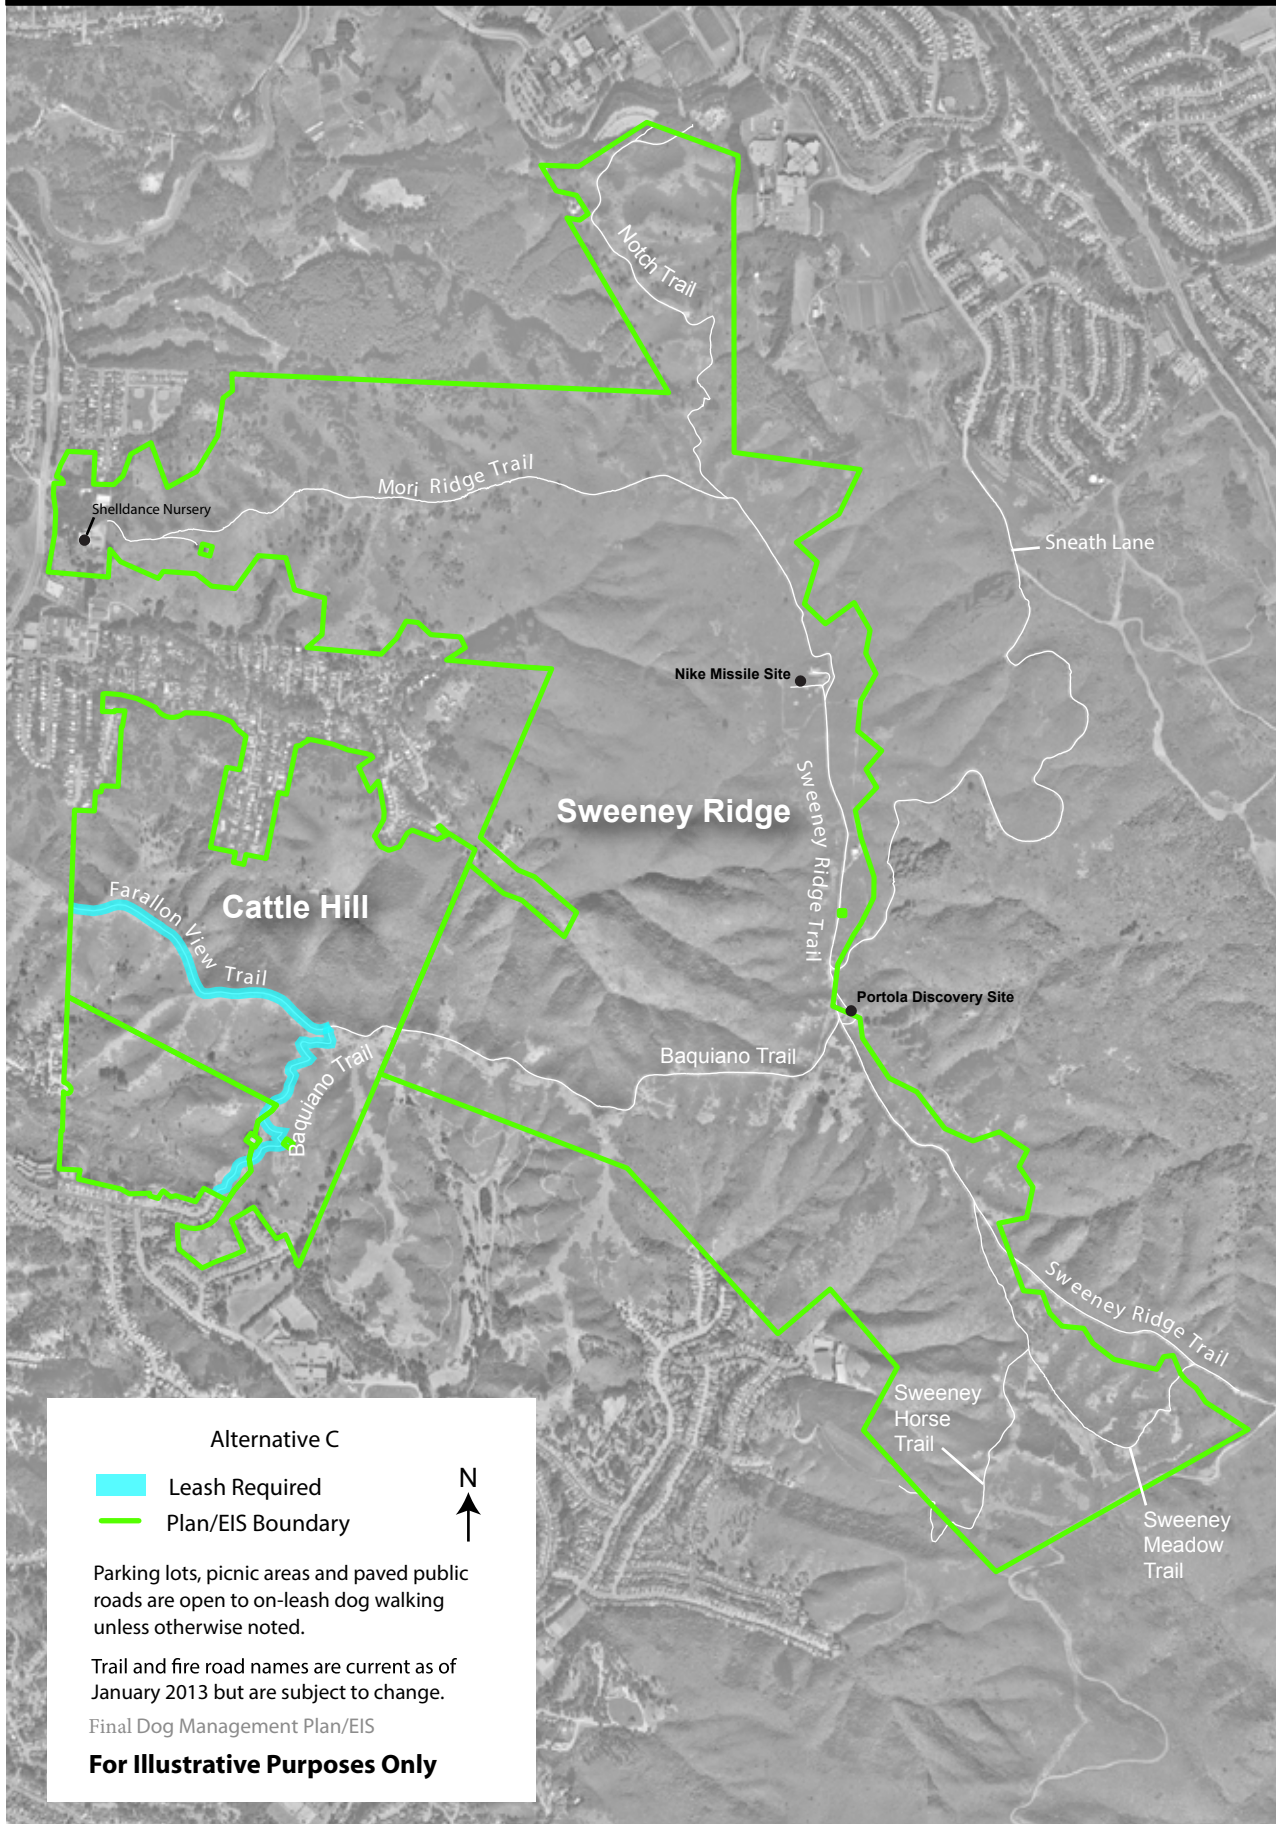 Notch Trail
Mori Ridge Trail
Shelldance Nursery
Sneath Lane
Nike Missile Site
Sweeney Ridge
Sweeney Ridge Trail
Farallon View Trail
Cattle Hill
Portola Discovery Site
Baquiano Trail
Baquiano Trail
Sweeney Ridge Trail
Sweeney
Horse
Trail
Sweeney
Meadow
Trail
Alternative C
Leash Required
Plan/EIS Boundary
N
Parking lots, picnic areas and paved public
roads are open to on-leash dog walking
unless otherwise noted.
Trail and fire road names are current as of
January 2013 but are subject to change.
Final Dog Management Plan/EIS
For Illustrative Purposes Only